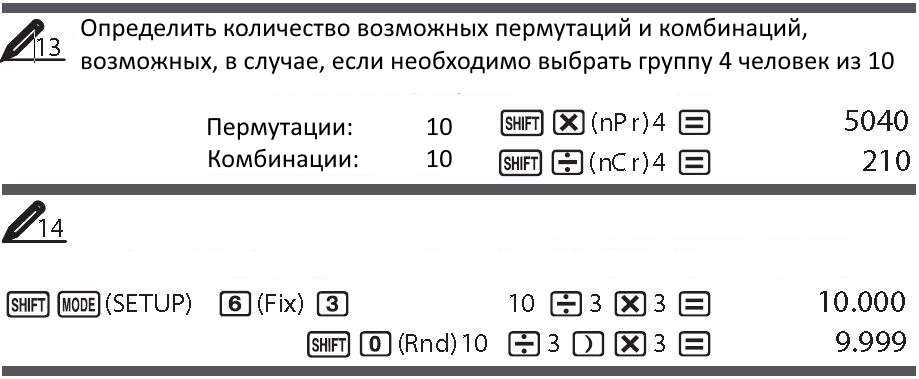 13 Определить количество возможных пермутаций и комбинаций,
возможных, в случае, если необходимо выбрать группу 4 человек из 10
Пермутации: 10 SHIFT × (nPr) 4 = 5040
Комбинации: 10 SHIFT ÷ (nCr) 4 = 210
14
SHIFT MODE (SETUP) 6 (Fix) 3 10 ÷ 3 × 3 = 10.000
SHIFT 0 (Rnd) 10 ÷ 3 ) × 3 = 9.999